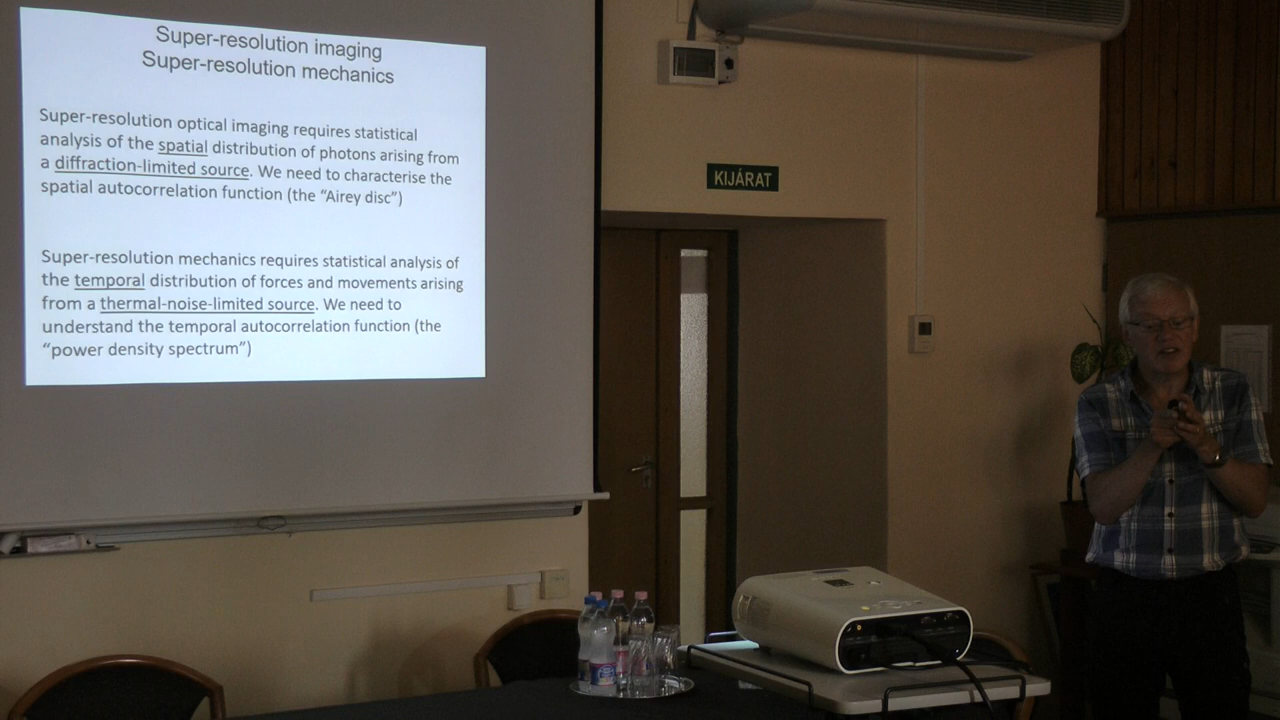 Super-resolution imaging
Super-resolution mechanics
Super-resolution optical imaging requires statistical
analysis of the spatial distribution of photons arising from
a diffraction-limited source. We need to characterise the
spatial autocorrelation function (the “Airey disc”)
Super-resolution mechanics requires statistical analysis of
the temporal distribution of forces and movements arising
from a thermal-noise-limited source. We need to
understand the temporal autocorrelation function (the
“power density spectrum”)
KIJÁRAT